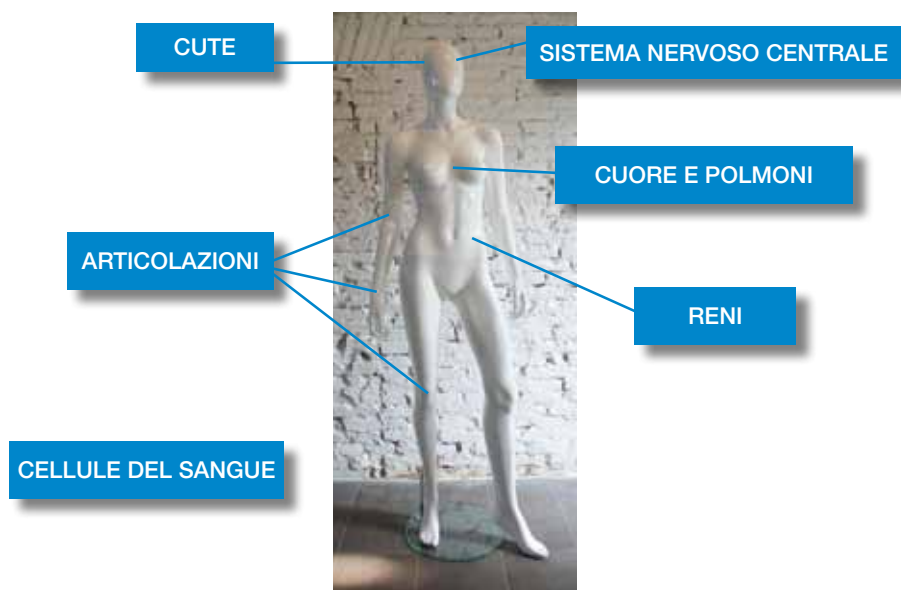 CUTE
SISTEMA NERVOSO CENTRALE
CUORE E POLMONI
ARTICOLAZIONI
RENI
CELLULE DEL SANGUE